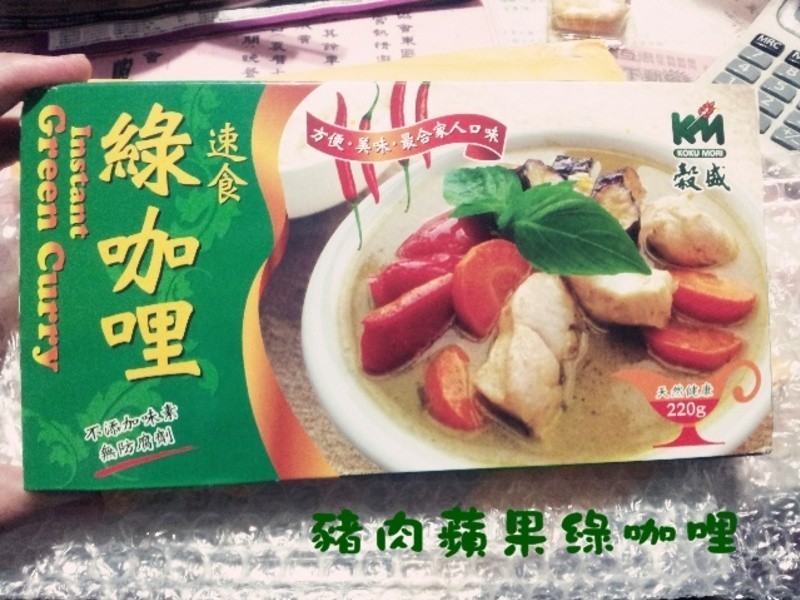 速食
綠咖哩
Instant
Green Curry
不添加味素
無防腐劑
方便·美味·最合家人口味
KM
KOKU MORI
穀盛
天然健康
220g
豬肉蘋果綠咖哩
MRC